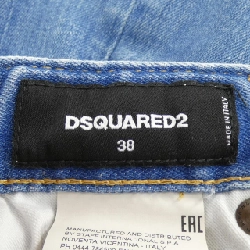 DSQUARED2
38
MADE IN ITALY
EAC
MANUFACTURED AND DISTRIBUTED
BY STAFF INTERNATIONAL S.P.A.
NOVENTA VICENTINA - ITALY